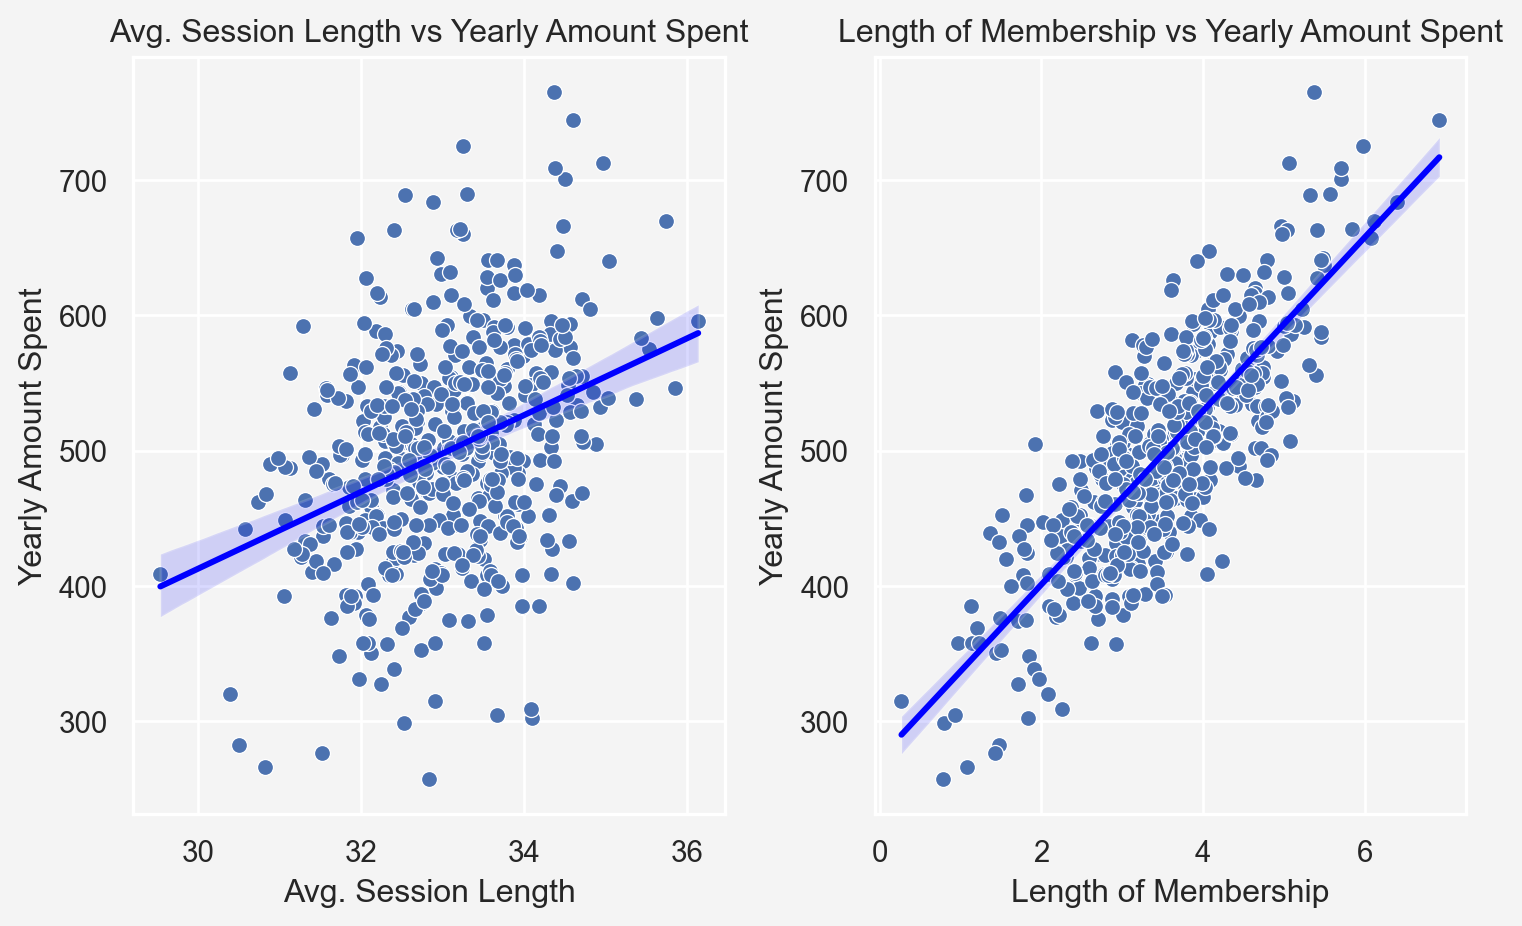 Avg. Session Length vs Yearly Amount Spent
Yearly Amount Spent
700
600
500
400
300
30 32 34 36
Avg. Session Length
Length of Membership vs Yearly Amount Spent
Yearly Amount Spent
700
600
500
400
300
0 2 4 6
Length of Membership